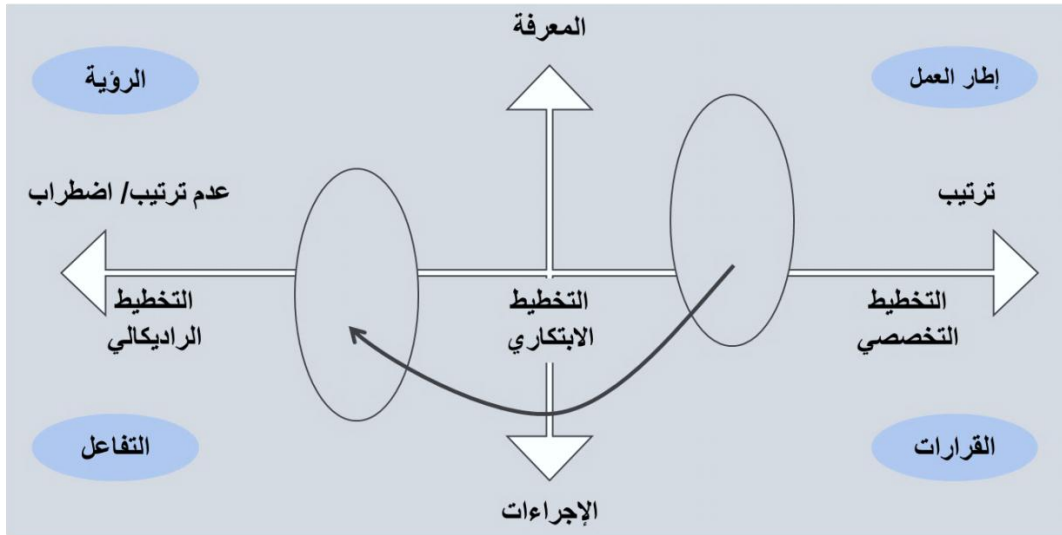 المعرفة
إطار العمل
الرؤية
ترتيب
عدم ترتيب/ اضطراب
التخطيط
التخصصي
التخطيط
الابتكاري
التخطيط
الراديكالي
القرارات
التفاعل
الإجراءات